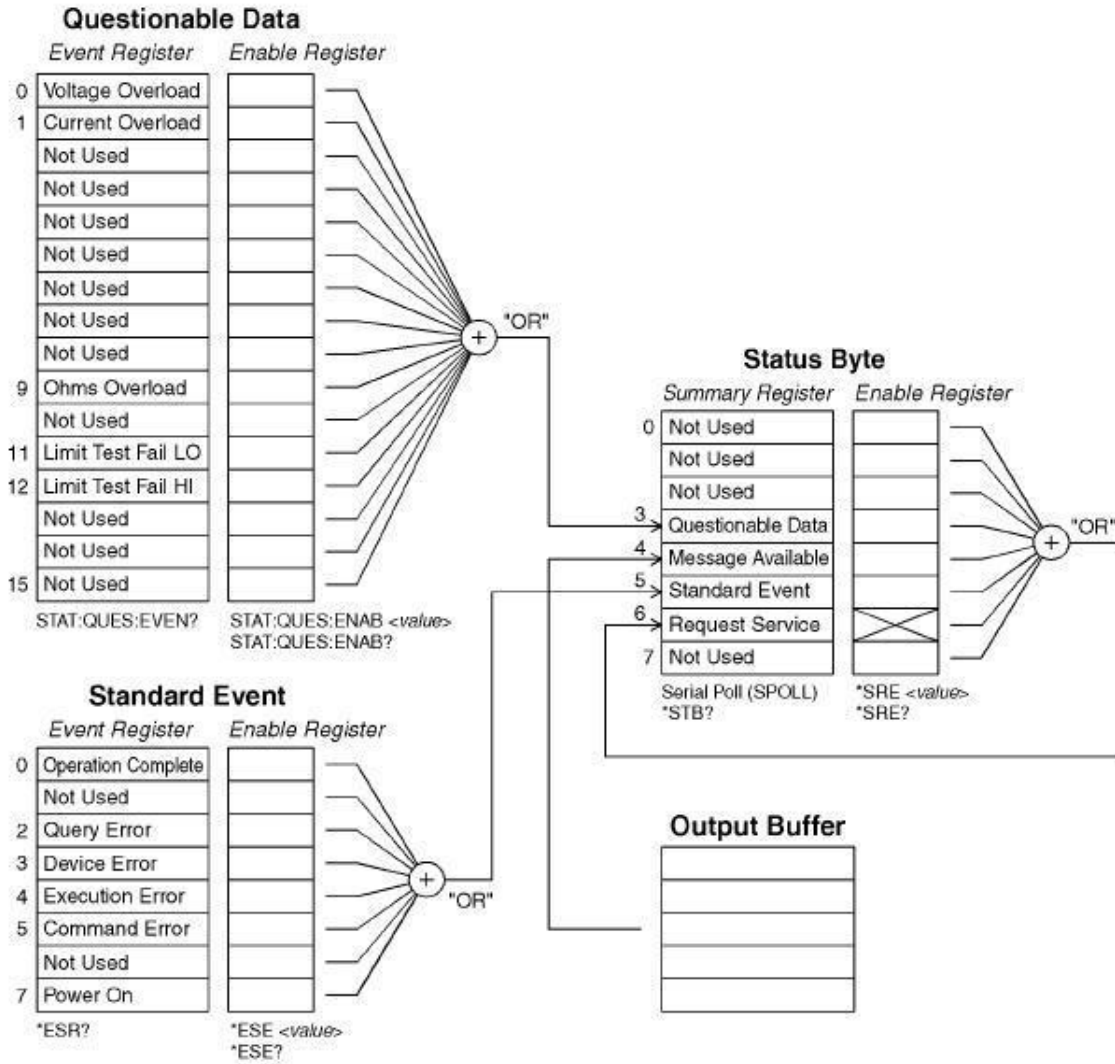 Questionable Data
Event Register Enable Register
0 Voltage Overload
1 Current Overload
Not Used
Not Used
Not Used
Not Used
Not Used
Not Used
Not Used
9 Ohms Overload
Not Used
11 Limit Test Fail LO
12 Limit Test Fail HI
Not Used
Not Used
15 Not Used
+ "OR"
STAT:QUES:EVEN? STAT:QUES:ENAB <value>
STAT:QUES:ENAB?
Status Byte
Summary Register Enable Register
0 Not Used
Not Used
Not Used
3 Questionable Data
4 Message Available
5 Standard Event
6 Request Service
7 Not Used
+ "OR"
Serial Poll (SPOLL) *SRE <value>
*STB? *SRE?
Standard Event
Event Register Enable Register
0 Operation Complete
Not Used
2 Query Error
3 Device Error
4 Execution Error
5 Command Error
Not Used
7 Power On
+ "OR"
*ESR? *ESE <value>
*ESE?
Output Buffer